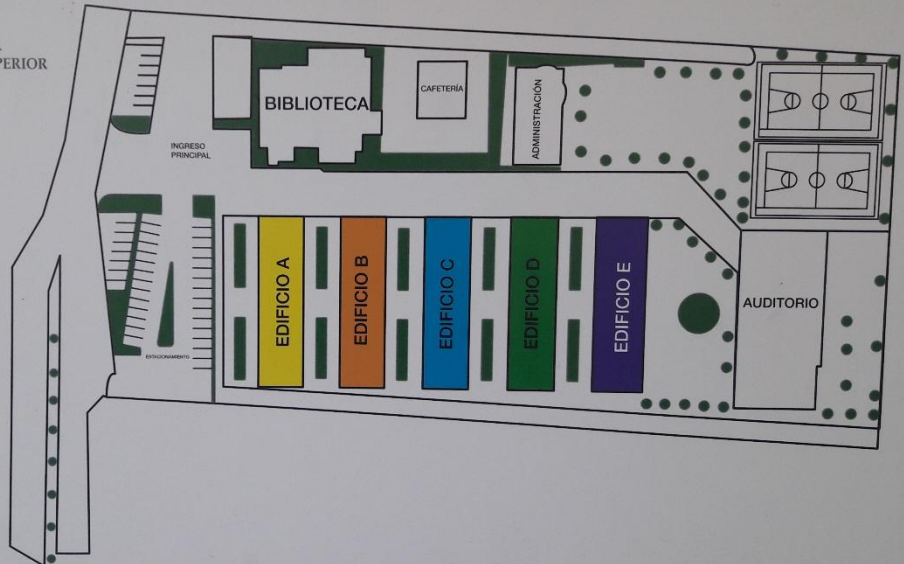 PERIOR
BIBLIOTECA
CAFETERÍA
ADMINISTRACIÓN
INGRESO
PRINCIPAL
EDIFICIO A
EDIFICIO B
EDIFICIO C
EDIFICIO D
EDIFICIO E
AUDITORIO
ESTACIONAMIENTO